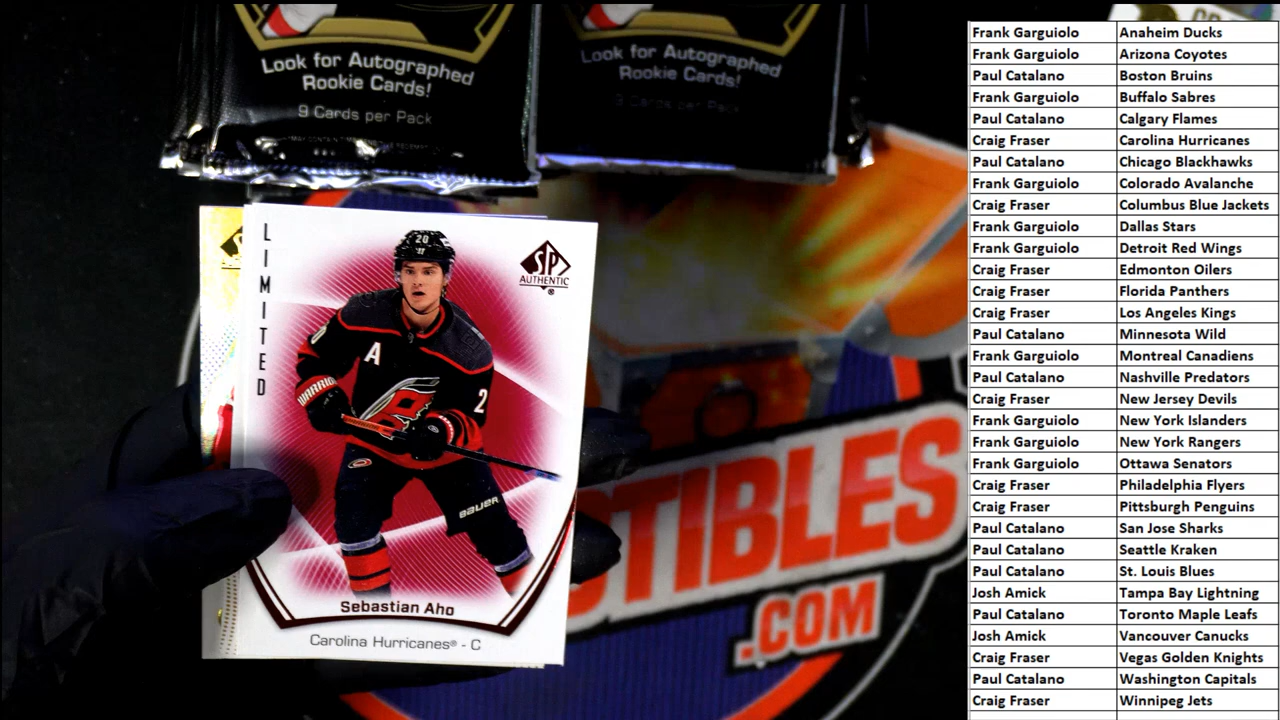 Look for Autographed
Rookie Cards!
9 Cards per Pack
Look for Autographed
Rookie Cards!
9 Cards per Pack
LIMITED
SP
AUTHENTIC
20
A
2
WARRIOR
BAUER
Sebastian Aho
Carolina Hurricanes® - C
CTIBLES
.COM
Frank Garguiolo Anaheim Ducks
Frank Garguiolo Arizona Coyotes
Paul Catalano Boston Bruins
Frank Garguiolo Buffalo Sabres
Paul Catalano Calgary Flames
Craig Fraser Carolina Hurricanes
Paul Catalano Chicago Blackhawks
Frank Garguiolo Colorado Avalanche
Craig Fraser Columbus Blue Jackets
Frank Garguiolo Dallas Stars
Frank Garguiolo Detroit Red Wings
Craig Fraser Edmonton Oilers
Craig Fraser Florida Panthers
Craig Fraser Los Angeles Kings
Paul Catalano Minnesota Wild
Frank Garguiolo Montreal Canadiens
Paul Catalano Nashville Predators
Craig Fraser New Jersey Devils
Frank Garguiolo New York Islanders
Frank Garguiolo New York Rangers
Frank Garguiolo Ottawa Senators
Craig Fraser Philadelphia Flyers
Craig Fraser Pittsburgh Penguins
Paul Catalano San Jose Sharks
Paul Catalano Seattle Kraken
Paul Catalano St. Louis Blues
Josh Amick Tampa Bay Lightning
Paul Catalano Toronto Maple Leafs
Josh Amick Vancouver Canucks
Craig Fraser Vegas Golden Knights
Paul Catalano Washington Capitals
Craig Fraser Winnipeg Jets